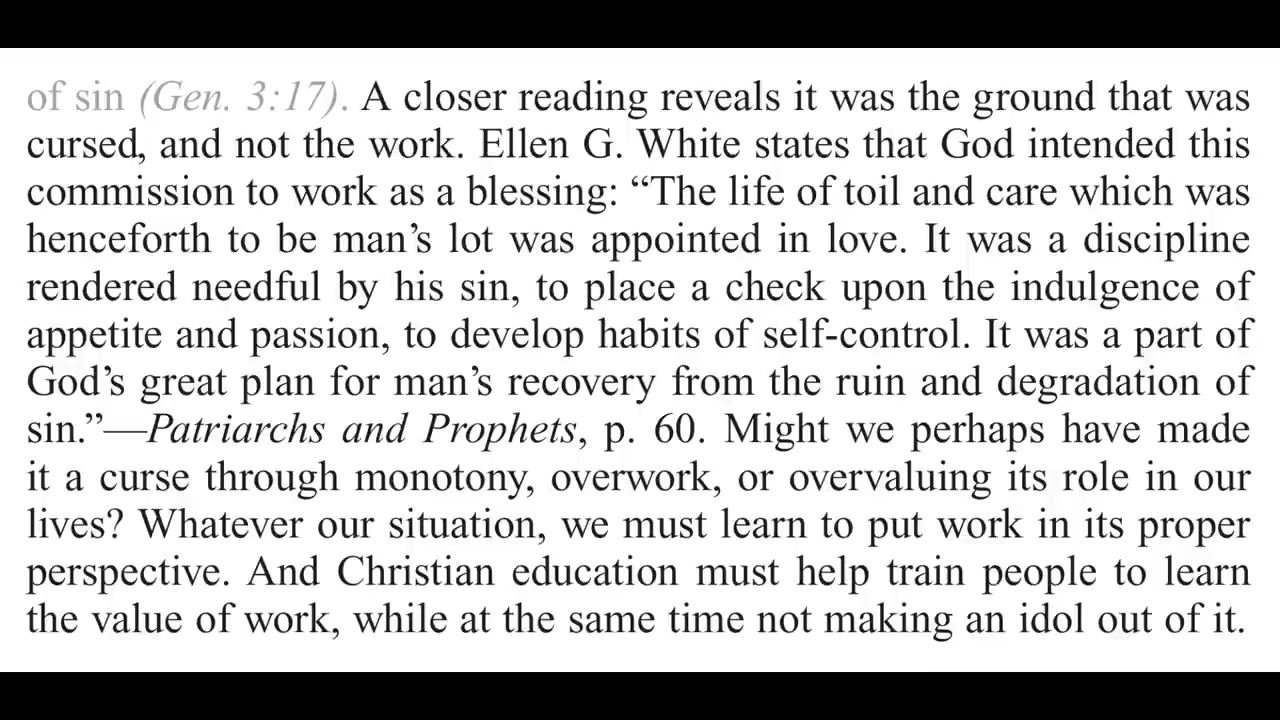 of sin (Gen. 3:17). A closer reading reveals it was the ground that was
cursed, and not the work. Ellen G. White states that God intended this
commission to work as a blessing: “The life of toil and care which was
henceforth to be man’s lot was appointed in love. It was a discipline
rendered needful by his sin, to place a check upon the indulgence of
appetite and passion, to develop habits of self-control. It was a part of
God’s great plan for man’s recovery from the ruin and degradation of
sin.”—Patriarchs and Prophets, p. 60. Might we perhaps have made
it a curse through monotony, overwork, or overvaluing its role in our
lives? Whatever our situation, we must learn to put work in its proper
perspective. And Christian education must help train people to learn
the value of work, while at the same time not making an idol out of it.